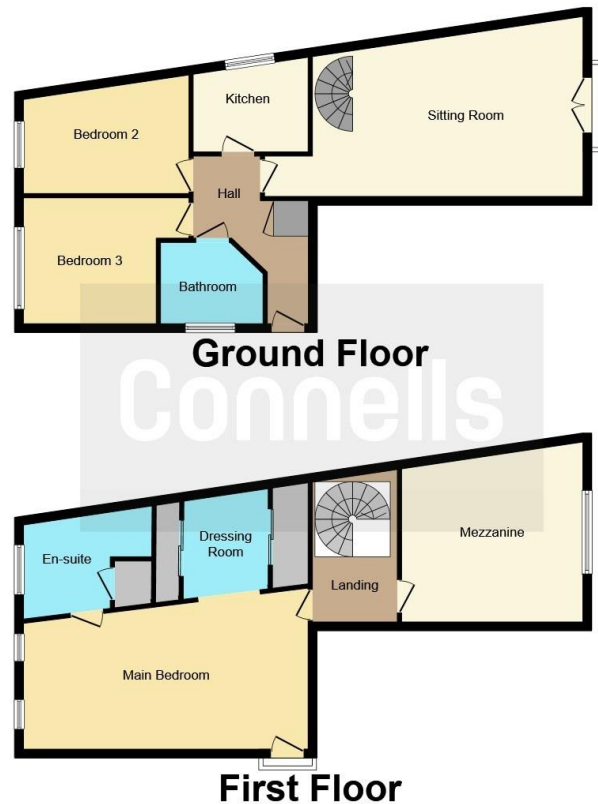 Kitchen
Sitting Room
Bedroom 2
Hall
Bedroom 3
Bathroom
Ground Floor
Connells
En-suite
Dressing
Room
Mezzanine
Landing
Main Bedroom
First Floor